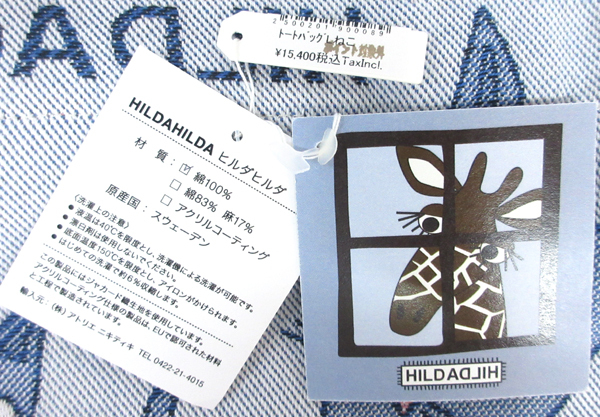 2500201900089
トートバッグ しねこ
ポイント対象外
¥15,400税込TaxIncl.
HILDAHILDA ヒルダヒルダ
材 質：☑ 綿100%
□ 綿83% 麻17%
□ アクリルコーティング
原産国：スウェーデン
〈洗濯上の注意〉
●液温は40℃を限度とし、洗濯機による洗濯が可能です。
●漂白剤は使用しないでください。
●底面温度150℃を限度とし、アイロンがかけられます。
はじめての洗濯で約6%収縮します。
この製品にはジャカード織生地を使用しています。
アクリルコーティング仕様の製品は、EUで認可された材料
と工程で製造されています。
輸入元：(株) アトリエ ニキティキ TEL 0422-21-4015
HILDAHILDA